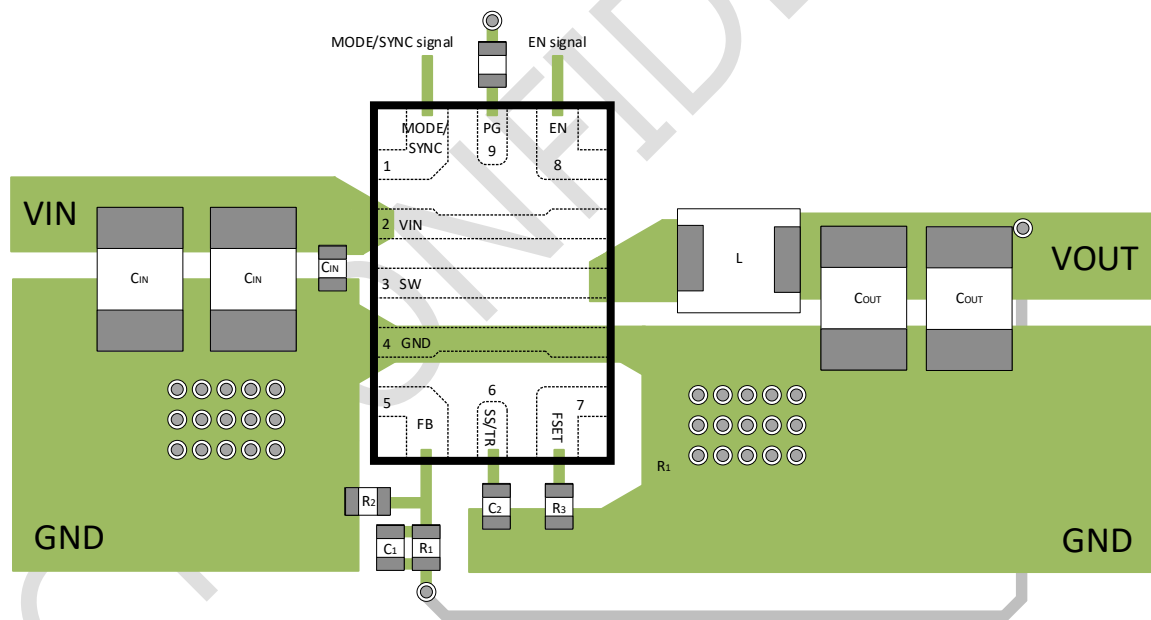 MODE/SYNC signal
EN signal
MODE/
SYNC
PG
EN
1
9
8
VIN
2 VIN
CIN
CIN
CIN
3 SW
L
COUT
COUT
VOUT
4 GND
5
6
7
FB
SS/TR
FSET
R1
R2
C2
R3
C1
R1
GND
GND
CONFIDE